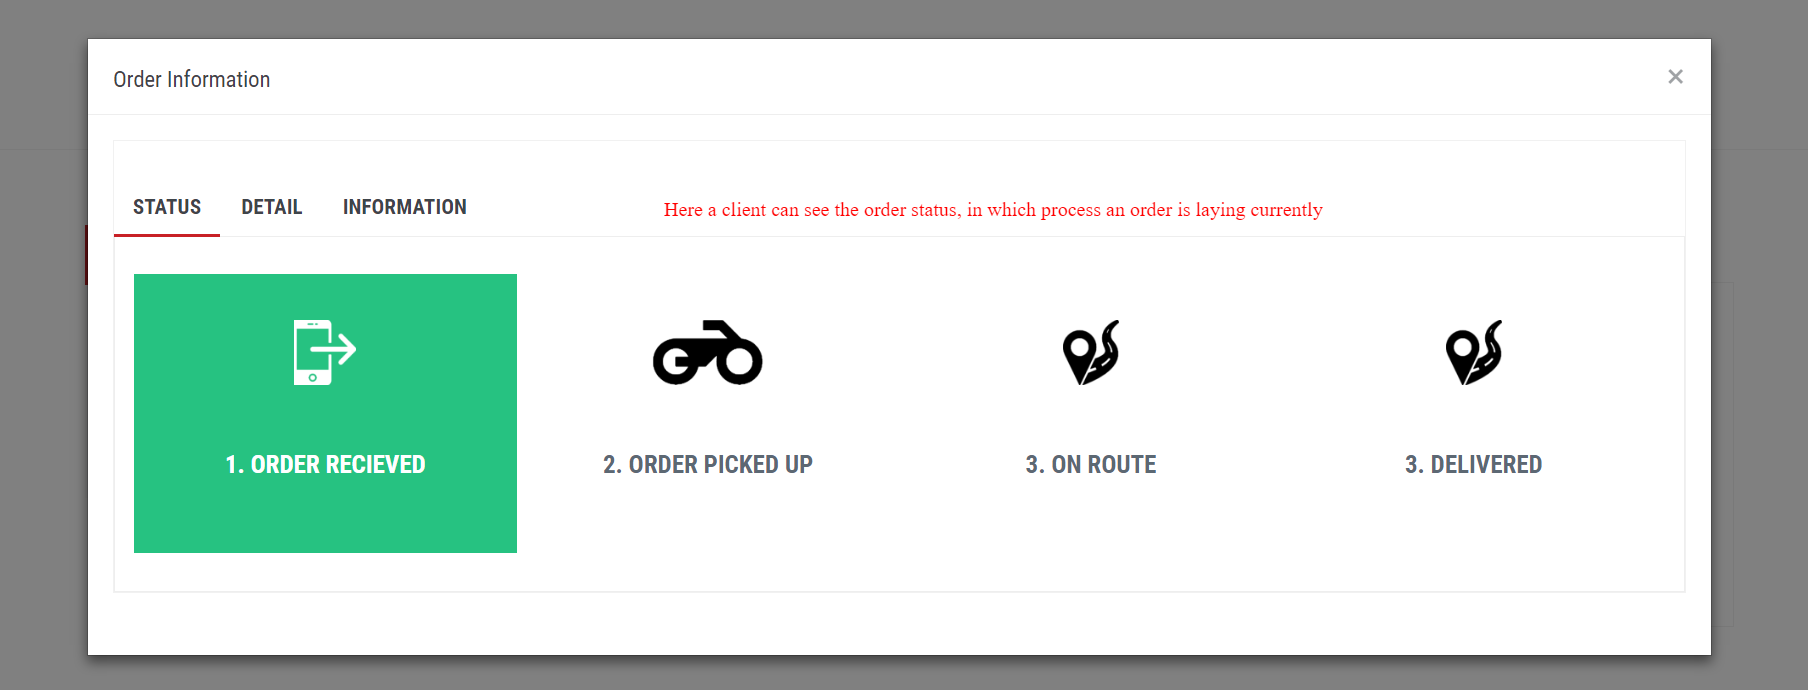 Order Information
×
STATUS DETAIL INFORMATION
Here a client can see the order status, in which process an order is laying currently
1. ORDER RECIEVED
2. ORDER PICKED UP
3. ON ROUTE
3. DELIVERED